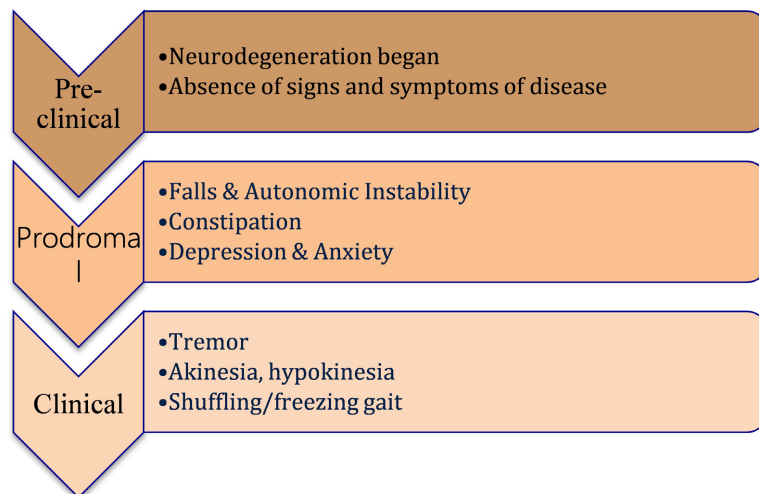 Pre-
clinical
•Neurodegeneration began
•Absence of signs and symptoms of disease
Prodroma
l
•Falls & Autonomic Instability
•Constipation
•Depression & Anxiety
Clinical
•Tremor
•Akinesia, hypokinesia
•Shuffling/freezing gait